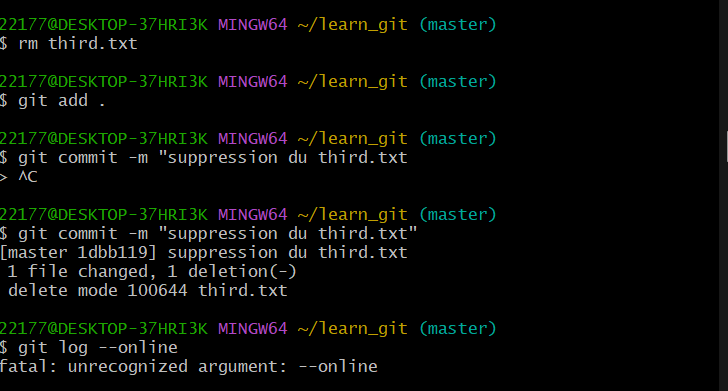 22177@DESKTOP-37HRI3K MINGW64 ~/learn_git (master)
$ rm third.txt
22177@DESKTOP-37HRI3K MINGW64 ~/learn_git (master)
$ git add .
22177@DESKTOP-37HRI3K MINGW64 ~/learn_git (master)
$ git commit -m "suppression du third.txt
> ^C
22177@DESKTOP-37HRI3K MINGW64 ~/learn_git (master)
$ git commit -m "suppression du third.txt"
[master 1dbb119] suppression du third.txt
 1 file changed, 1 deletion(-)
 delete mode 100644 third.txt
22177@DESKTOP-37HRI3K MINGW64 ~/learn_git (master)
$ git log --online
fatal: unrecognized argument: --online